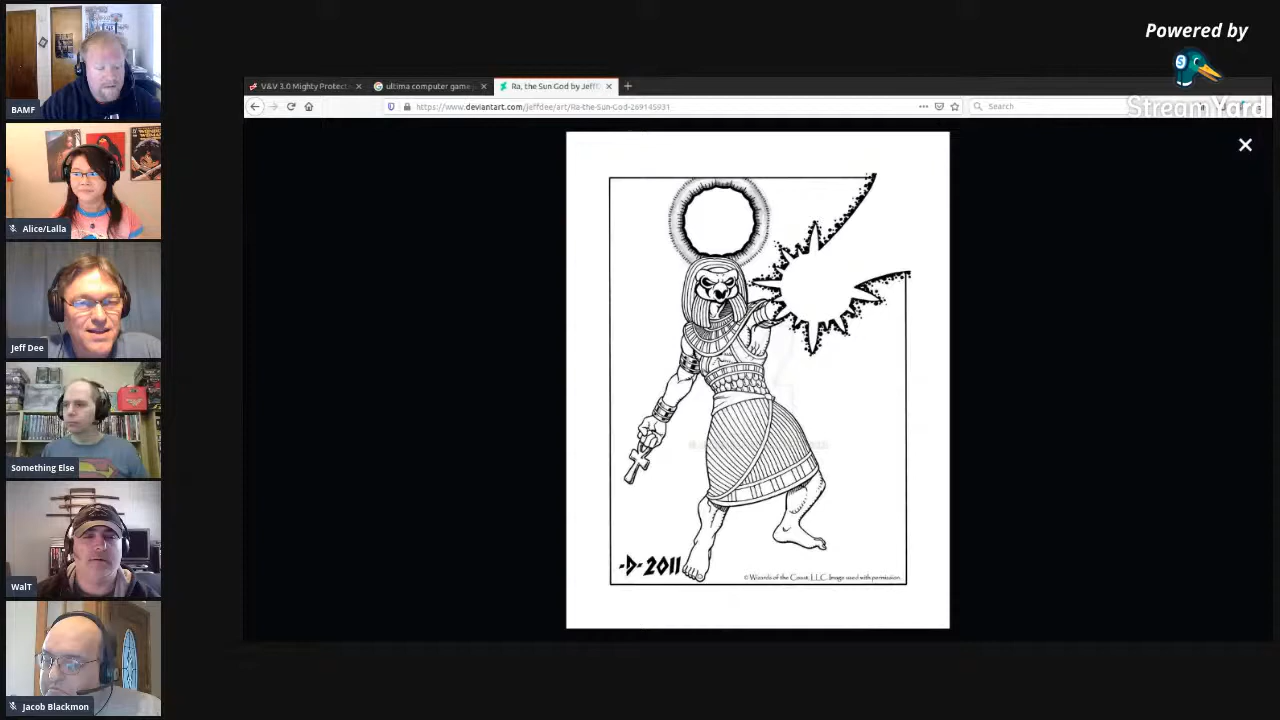 Powered by
StreamYard
BAMF
Alice/Lalla
Jeff Dee
Something Else
WalT
Jacob Blackmon
V&V 3.0 Mighty Protect
ultima computer game
Ra, the Sun God by JeffD
https://www.deviantart.com/jeffdee/art/Ra-the-Sun-God-269145931
Search
-D- 2011
© Wizards of the Coast, LLC. Image used with permission.